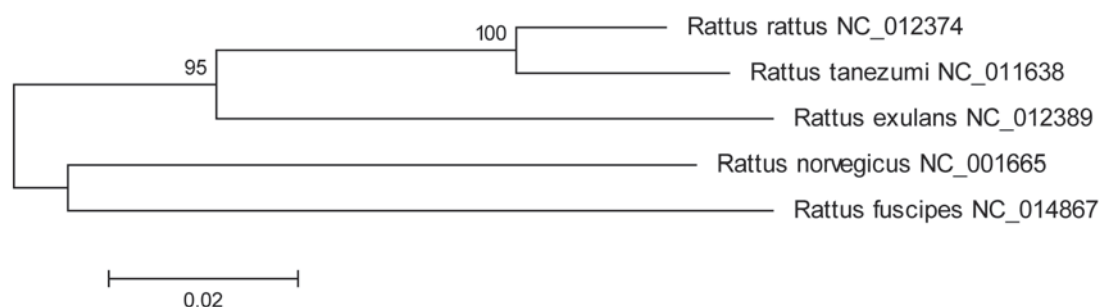 Rattus rattus NC_012374
100
95
Rattus tanezumi NC_011638
Rattus exulans NC_012389
Rattus norvegicus NC_001665
Rattus fuscipes NC_014867
0.02